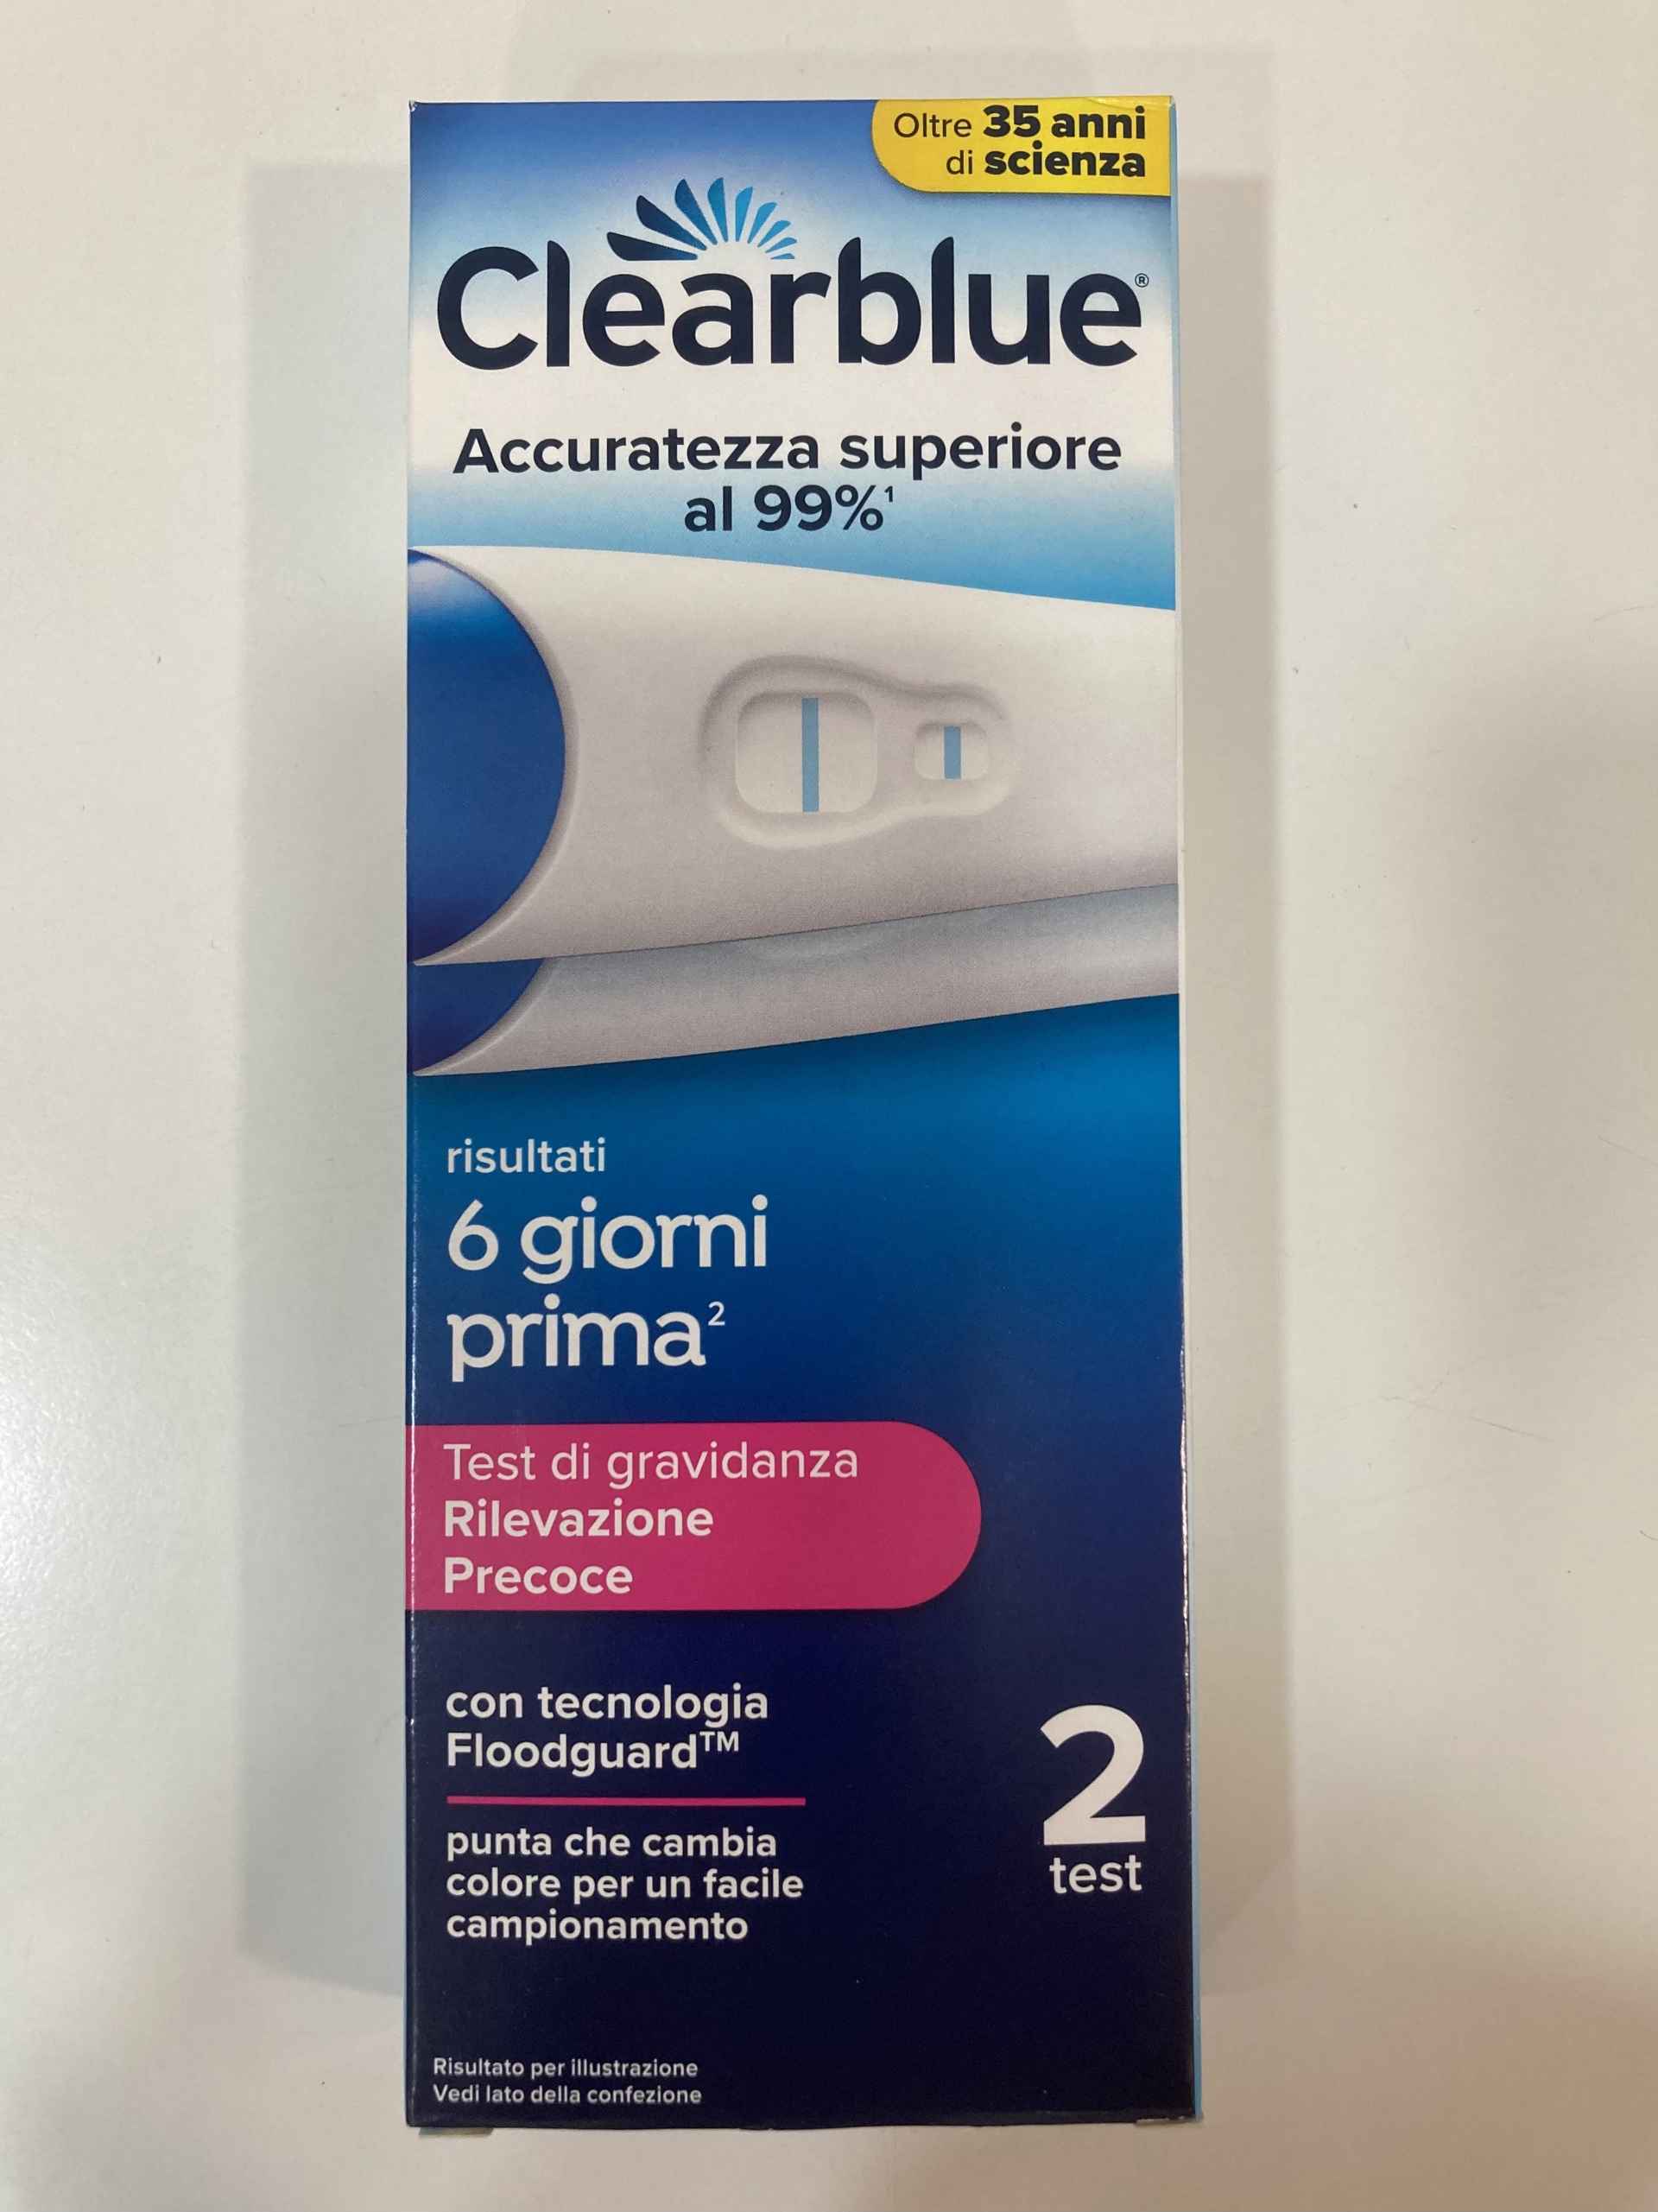 Oltre 35 anni
di scienza
Clearblue®
Accuratezza superiore
al 99%¹
risultati
6 giorni
prima²
Test di gravidanza
Rilevazione
Precoce
con tecnologia
Floodguard™
punta che cambia
colore per un facile
campionamento
2
test
Risultato per illustrazione
Vedi lato della confezione